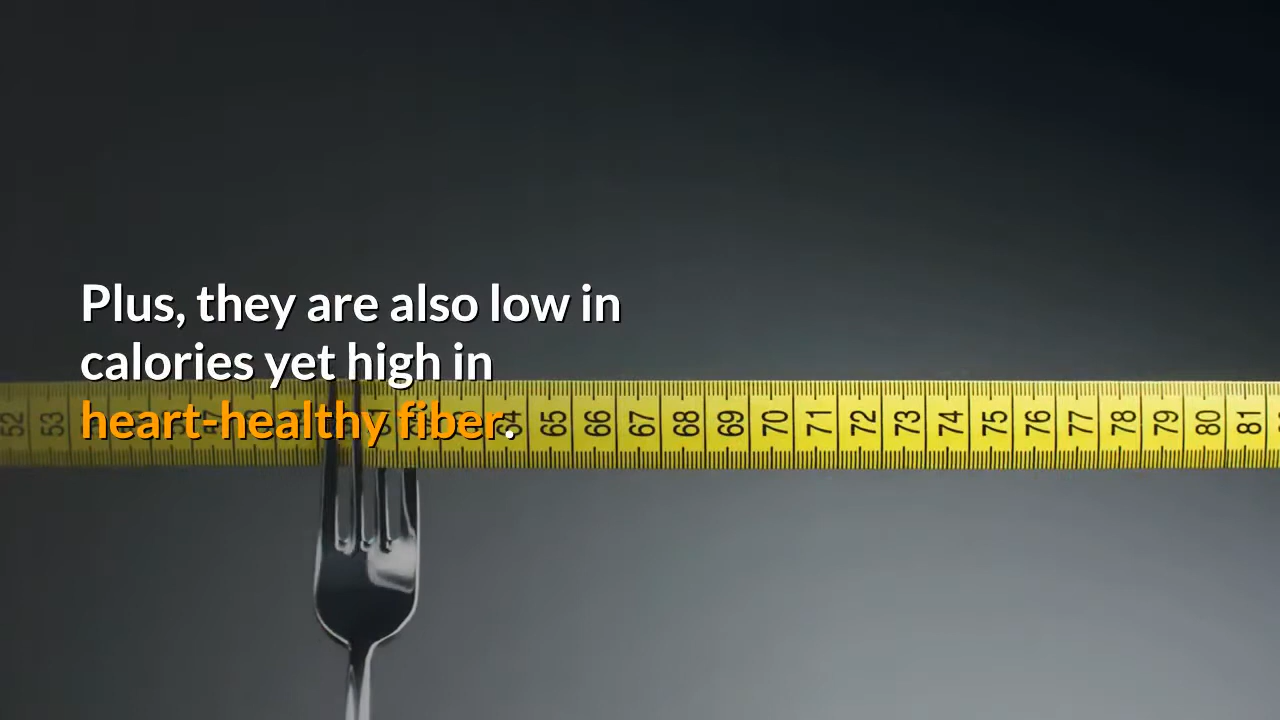 Plus, they are also low in
calories yet high in
heart-healthy fiber.
52 53 64 65 66 67 68 69 70 71 72 73 74 75 76 77 78 79 80 81